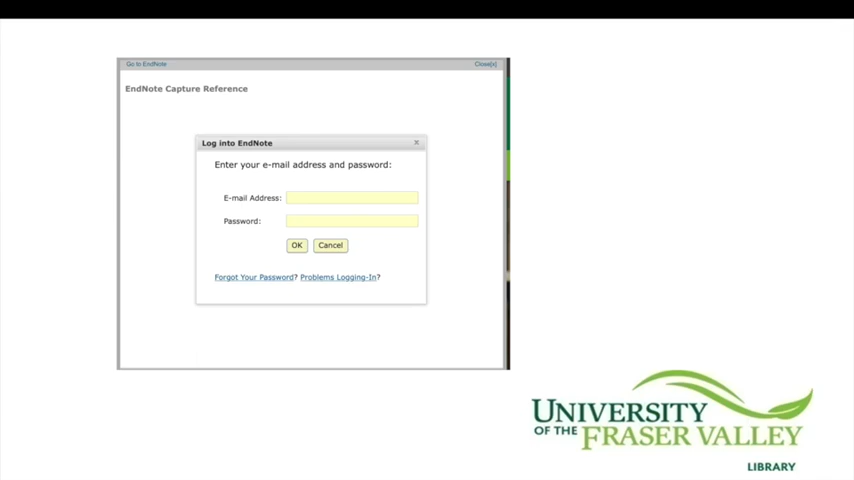 Go to EndNote Close[x]
EndNote Capture Reference
Log into EndNote x
Enter your e-mail address and password:
E-mail Address:
Password:
OK Cancel
Forgot Your Password? Problems Logging-In?
UNIVERSITY
OF THE FRASER VALLEY
LIBRARY